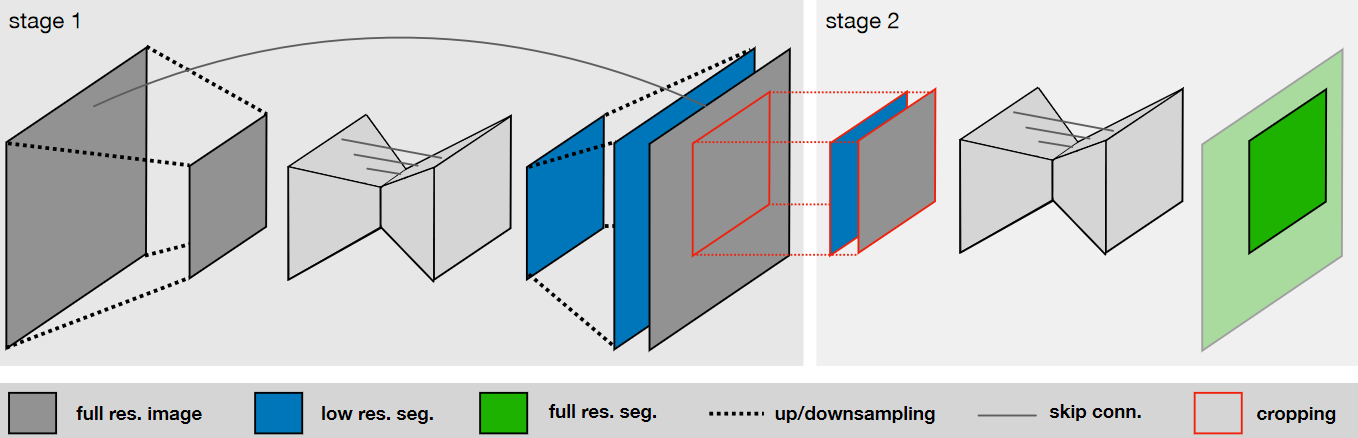 stage 1
stage 2
full res. image
low res. seg.
full res. seg.
up/downsampling
skip conn.
cropping